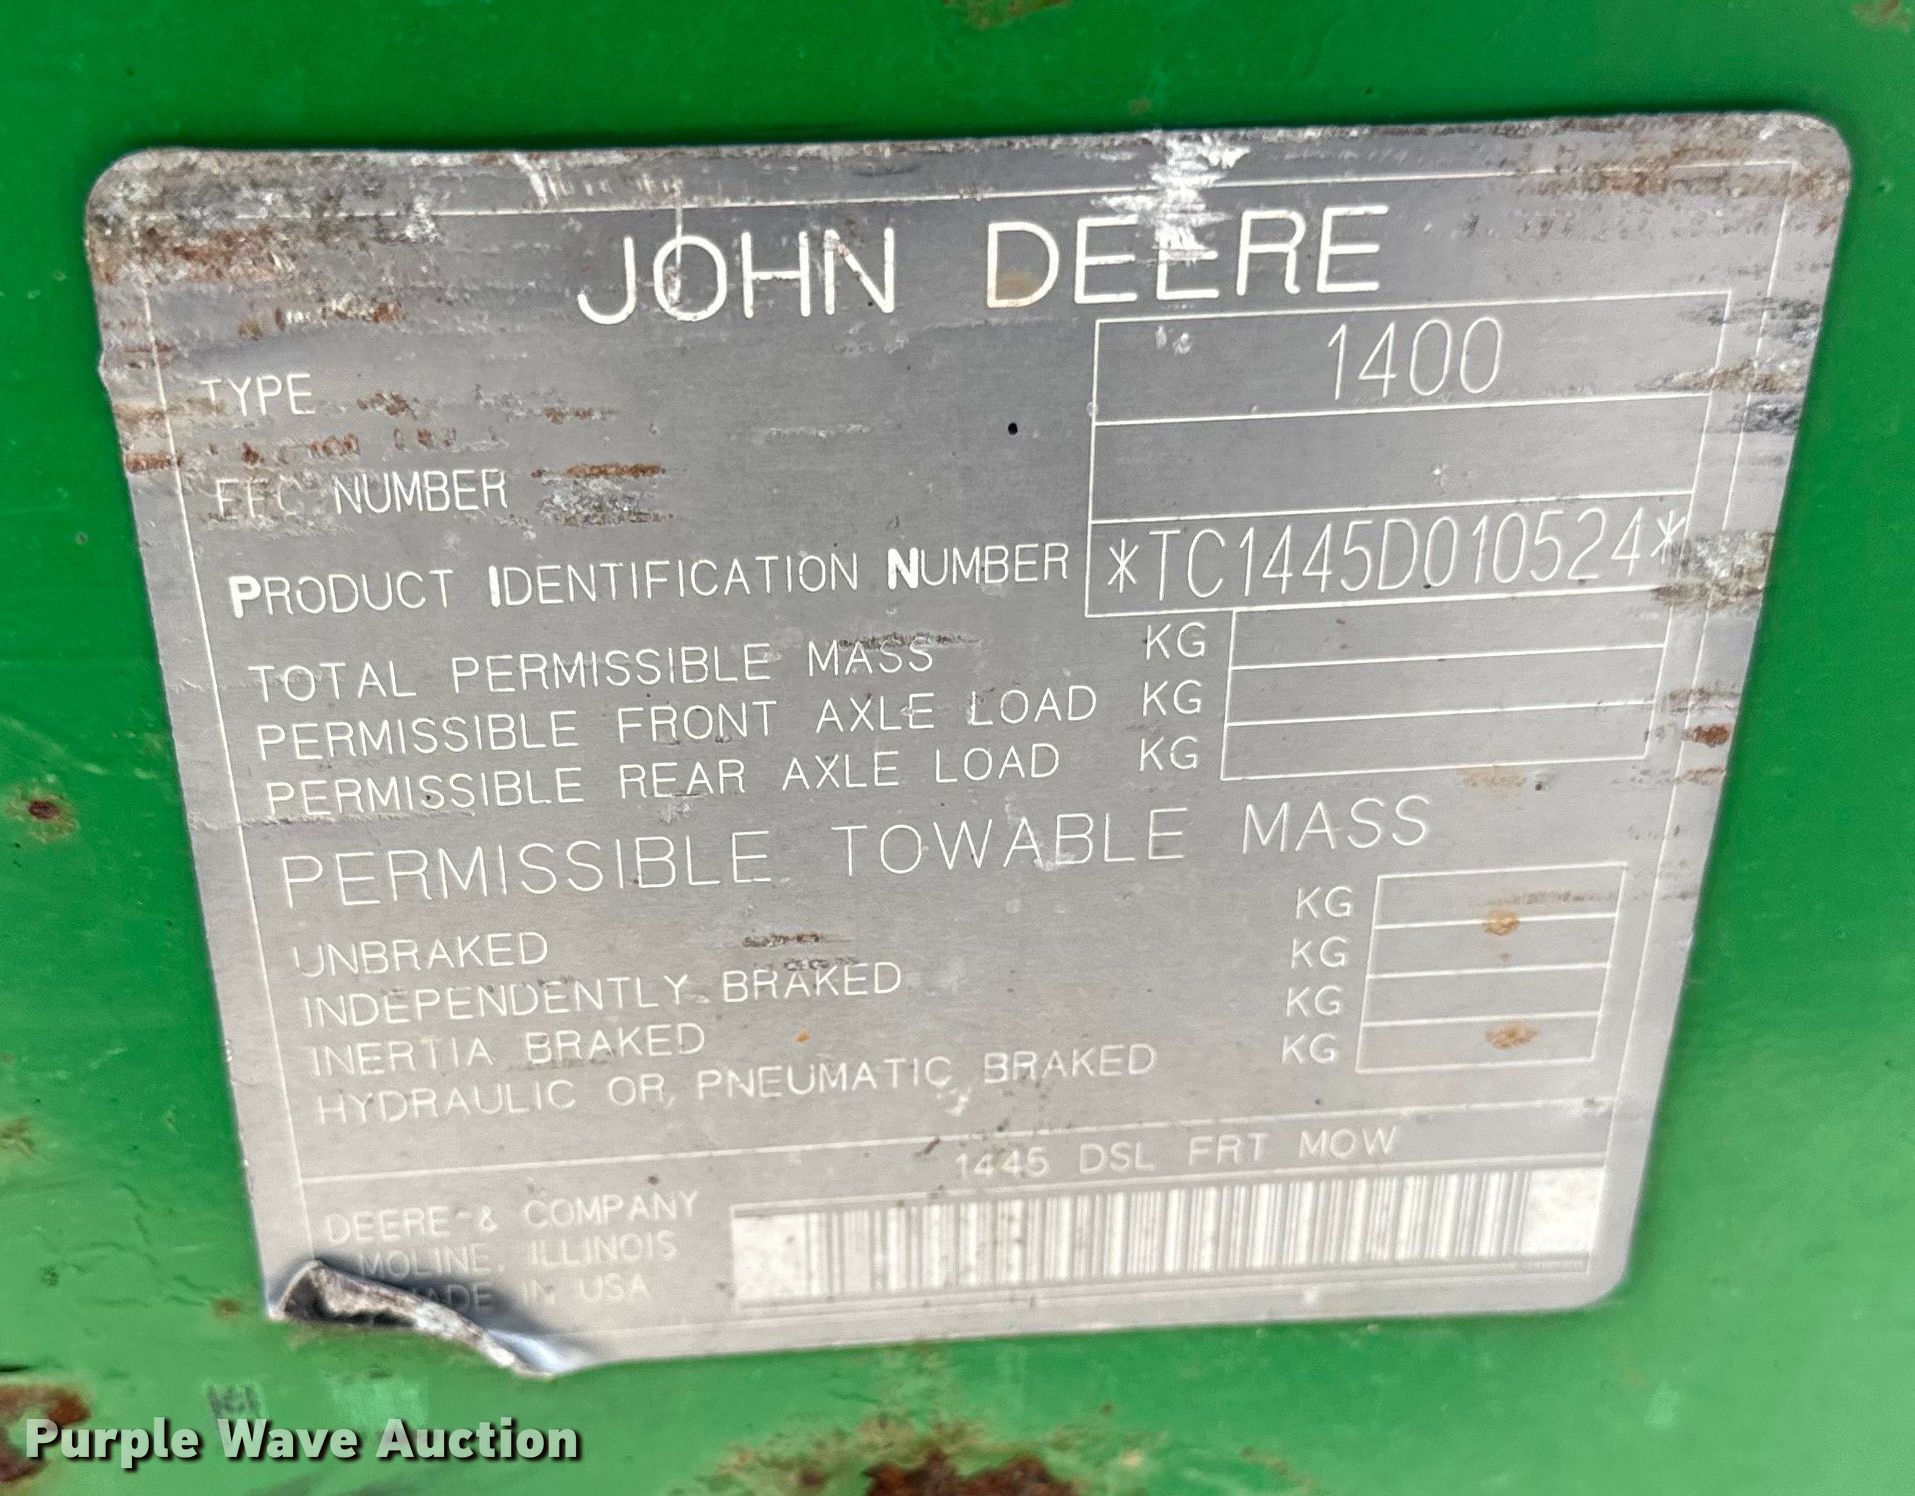 JOHN DEERE
TYPE 1400
EEC NUMBER
PRODUCT IDENTIFICATION NUMBER *TC1445D010524*
TOTAL PERMISSIBLE MASS KG
PERMISSIBLE FRONT AXLE LOAD KG
PERMISSIBLE REAR AXLE LOAD KG
PERMISSIBLE TOWABLE MASS
UNBRAKED KG
INDEPENDENTLY BRAKED KG
INERTIA BRAKED KG
HYDRAULIC OR PNEUMATIC BRAKED KG
1445 DSL FRT MOW
DEERE & COMPANY
MOLINE, ILLINOIS
MADE IN USA
Purple Wave Auction